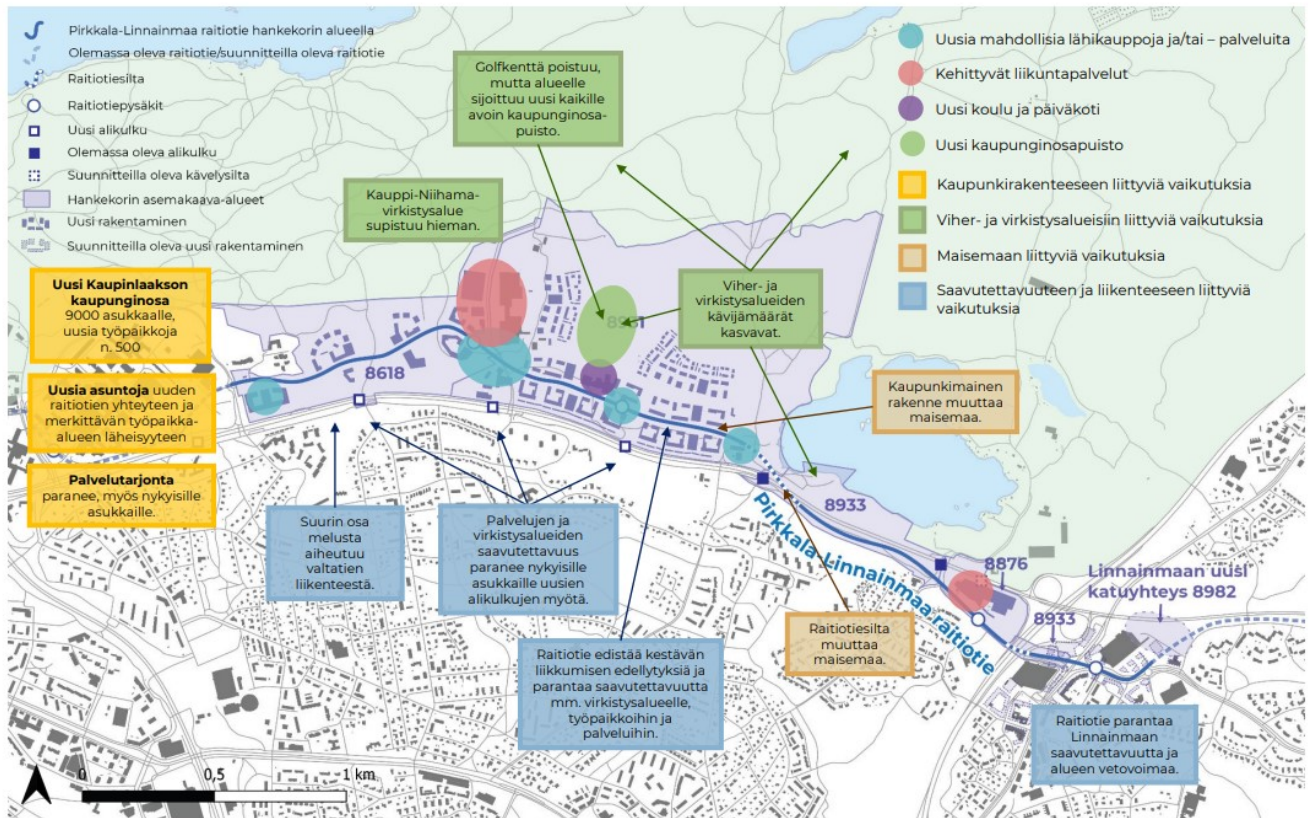 Pirkkala-Linnainmaa raitiotie hankekorin alueella
Olemassa oleva raitiotie/suunnitteilla oleva raitiotie
Raitiotiesilta
Raitiotiepysäkit
Uusi alikulku
Olemassa oleva alikulku
Suunnitteilla oleva kävelysilta
Hankekorin asemakaava-alueet
Uusi rakentaminen
Suunnitteilla oleva uusi rakentaminen
Uusia mahdollisia lähikauppoja ja/tai – palveluita
Kehittyvät liikuntapalvelut
Uusi koulu ja päiväkoti
Uusi kaupunginosapuisto
Kaupunkirakenteeseen liittyviä vaikutuksia
Viher- ja virkistysalueisiin liittyviä vaikutuksia
Maisemaan liittyviä vaikutuksia
Saavutettavuuteen ja liikenteeseen liittyviä
vaikutuksia
Golfkenttä poistuu,
mutta alueelle
sijoittuu uusi kaikille
avoin kaupunginosa-
puisto.
Kauppi-Niihama-
virkistysalue
supistuu hieman.
Uusi Kaupinlaakson
kaupunginosa
9000 asukkaalle,
uusia työpaikkoja
n. 500
Uusia asuntoja uuden
raitiotien yhteyteen ja
merkittävän työpaikka-
alueen läheisyyteen
Palvelutarjonta
paranee, myös nykyisille
asukkaille.
Viher- ja
virkistysalueiden
kävijämäärät
kasvavat.
8618
Kaupunkimainen
rakenne muuttaa
maisemaa.
Suurin osa
melusta
aiheutuu
valtatien
liikenteestä.
Palvelujen ja
virkistysalueiden
saavutettavuus
paranee nykyisille
asukkaille uusien
alikulkujen myötä.
Raitiotie edistää kestävän
liikkumisen edellytyksiä ja
parantaa saavutettavuutta
mm. virkistysalueelle,
työpaikkoihin ja
palveluihin.
8933
Pirkkala-Linnainmaa raitiotie
8876
Linnainmaan uusi
katuyhteys 8982
8933
Raitiotiesilta
muuttaa
maisemaa.
Raitiotie parantaa
Linnainmaan
saavutettavuutta ja
alueen vetovoimaa.
0 0,5 1 km